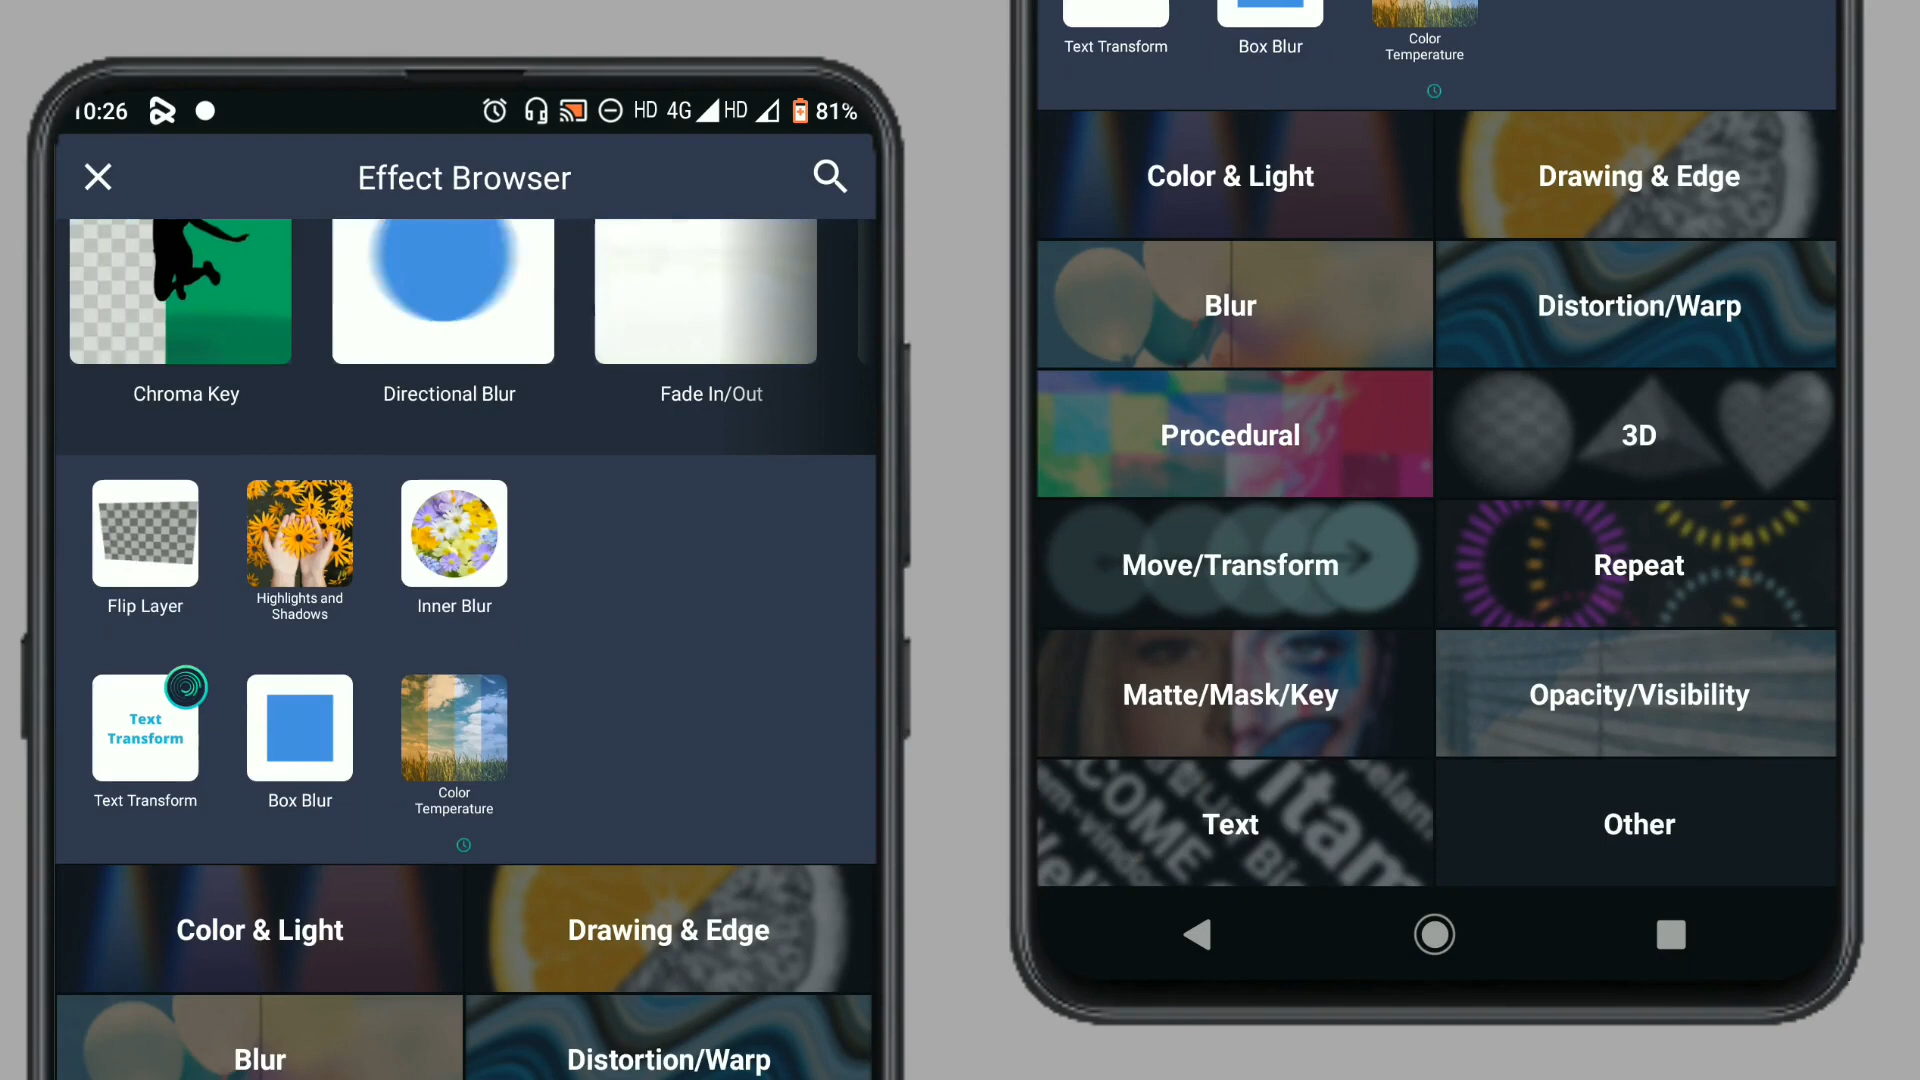 10:26
HD 4G HD 81%
Effect Browser
Chroma Key
Directional Blur
Fade In/Out
Flip Layer
Highlights and
Shadows
Inner Blur
Text
Transform
Text Transform
Box Blur
Color
Temperature
Color & Light
Drawing & Edge
Blur
Distortion/Warp
Text Transform
Box Blur
Color
Temperature
Color & Light
Drawing & Edge
Blur
Distortion/Warp
Procedural
3D
Move/Transform
Repeat
Matte/Mask/Key
Opacity/Visibility
Text
Other